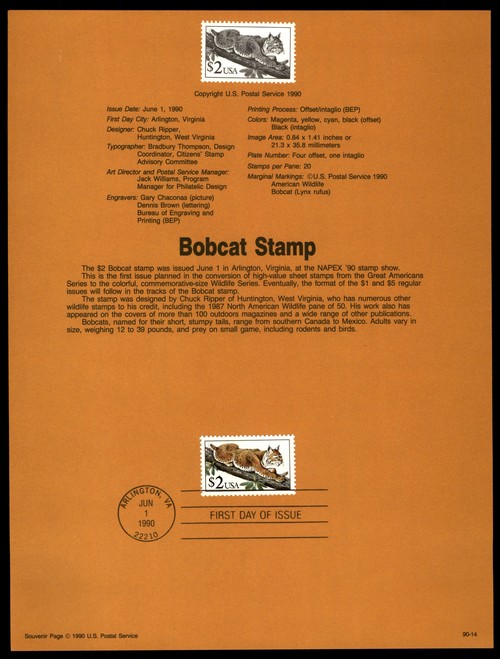 $2 USA
Copyright U.S. Postal Service 1990
Issue Date: June 1, 1990
First Day City: Arlington, Virginia
Designer: Chuck Ripper,
Huntington, West Virginia
Typographer: Bradbury Thompson, Design
Coordinator, Citizens' Stamp
Advisory Committee
Art Director and Postal Service Manager:
Jack Williams, Program
Manager for Philatelic Design
Engravers: Gary Chaconas (picture)
Dennis Brown (lettering)
Bureau of Engraving and
Printing (BEP)
Printing Process: Offset/intaglio (BEP)
Colors: Magenta, yellow, cyan, black (offset)
Black (intaglio)
Image Area: 0.84 x 1.41 inches or
21.3 x 35.8 millimeters
Plate Number: Four offset, one intaglio
Stamps per Pane: 20
Marginal Markings: ©U.S. Postal Service 1990
American Wildlife
Bobcat (Lynx rufus)
Bobcat Stamp
The $2 Bobcat stamp was issued June 1 in Arlington, Virginia, at the NAPEX '90 stamp show.
This is the first issue planned in the conversion of high-value sheet stamps from the Great Americans
Series to the colorful, commemorative-size Wildlife Series. Eventually, the format of the $1 and $5 regular
issues will follow in the tracks of the Bobcat stamp.
The stamp was designed by Chuck Ripper of Huntington, West Virginia, who has numerous other
wildlife stamps to his credit, including the 1987 North American Wildlife pane of 50. His work also has
appeared on the covers of more than 100 outdoors magazines and a wide range of other publications.
Bobcats, named for their short, stumpy tails, range from southern Canada to Mexico. Adults vary in
size, weighing 12 to 39 pounds, and prey on small game, including rodents and birds.
$2 USA
ARLINGTON, VA
JUN
1
1990
22210
FIRST DAY OF ISSUE
Souvenir Page © 1990 U.S. Postal Service
90-14